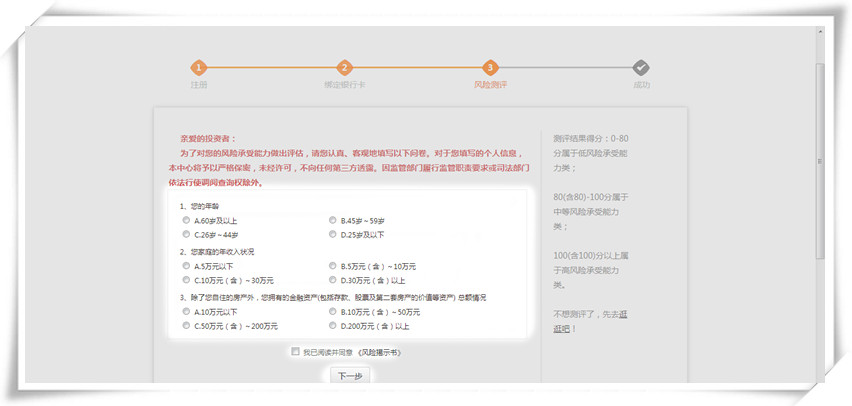 1 2 3
注册 绑定银行卡 风险测评 成功
亲爱的投资者：
为了对您的风险承受能力做出评估，请您认真、客观地填写以下问卷。对于您填写的个人信息，
本中心将予以严格保密，未经许可，不向任何第三方透露。因监管部门履行监管职责要求或司法部门
依法行使调阅查询权除外。
1、您的年龄
A.60岁及以上 B.45岁～59岁
C.26岁～44岁 D.25岁及以下
2、您家庭的年收入状况
A.5万元以下 B.5万元（含）～10万元
C.10万元（含）～30万元 D.30万元（含）以上
3、除了您自住的房产外，您拥有的金融资产(包括存款、股票及第二套房产的价值等资产) 总额情况
A.10万元以下 B.10万元（含）～50万元
C.50万元（含）～200万元 D.200万元（含）以上
我已阅读并同意 《风险揭示书》
下一步
测评结果得分：0-80
分属于低风险承受能
力类；
80(含80)-100分属于
中等风险承受能力
类；
100(含100)分以上属
于高风险承受能力
类。
不想测评了，先去逛
逛吧！